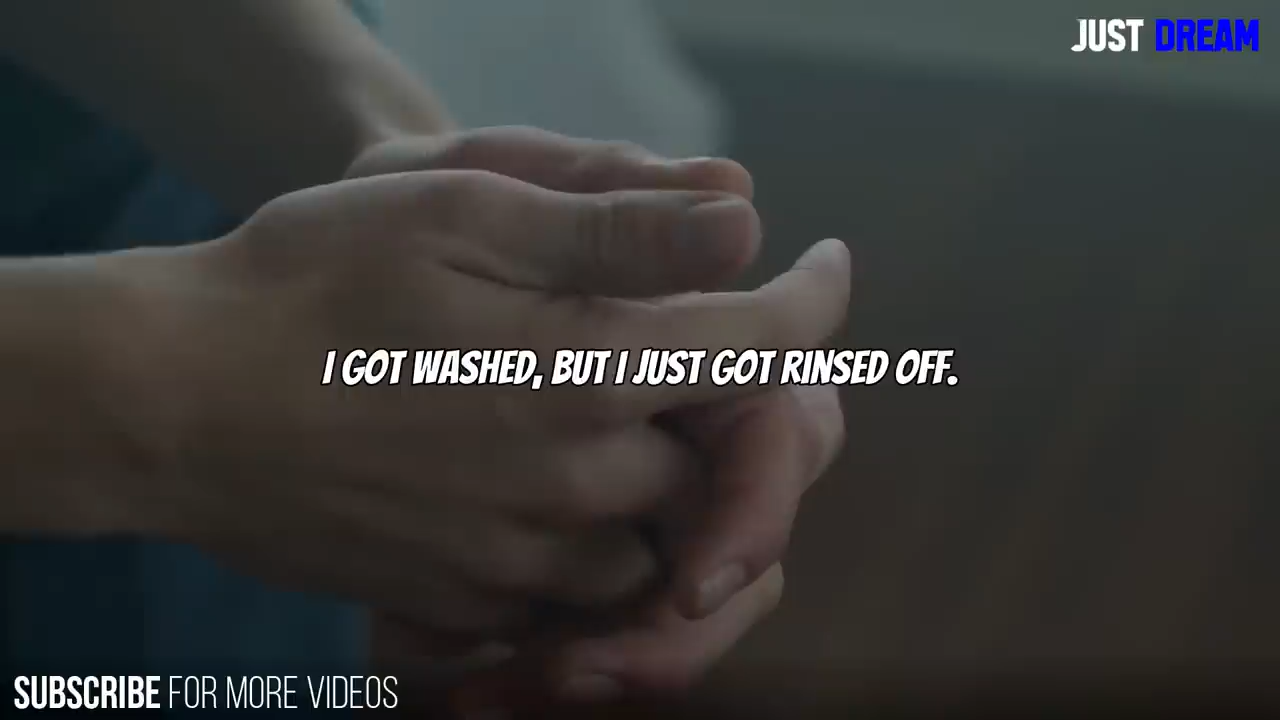 JUST DREAM
I GOT WASHED, BUT I JUST GOT RINSED OFF.
SUBSCRIBE FOR MORE VIDEOS